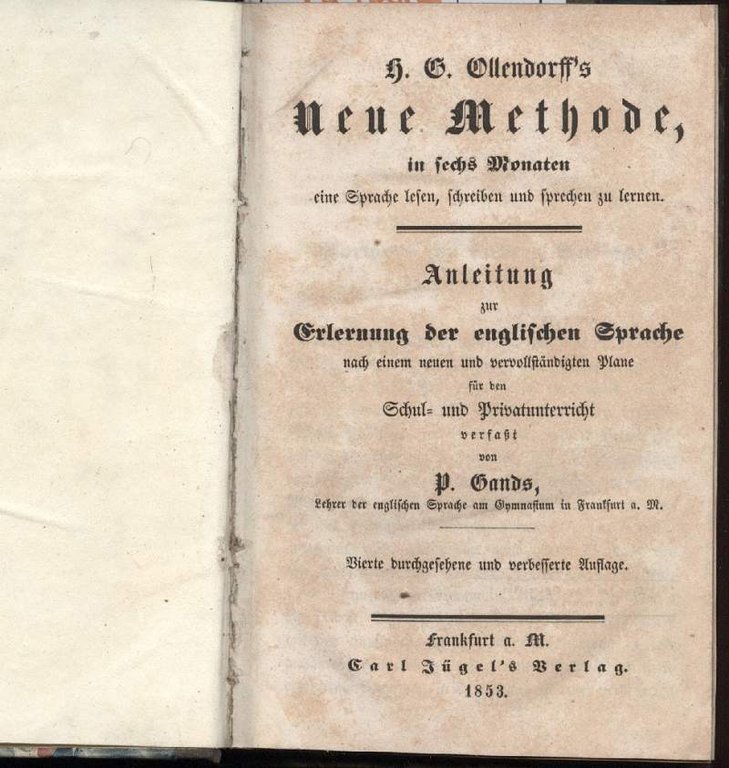 H. G. Ollendorff's
Neue Methode,
in sechs Monaten
eine Sprache lesen, schreiben und sprechen zu lernen.
Anleitung
zur
Erlernung der englischen Sprache
nach einem neuen und vervollständigten Plane
für den
Schul- und Privatunterricht
verfaßt
von
P. Gands,
Lehrer der englischen Sprache am Gymnasium in Frankfurt a. M.
Vierte durchgesehene und verbesserte Auflage.
Frankfurt a. M.
Carl Jügel's Verlag.
1853.